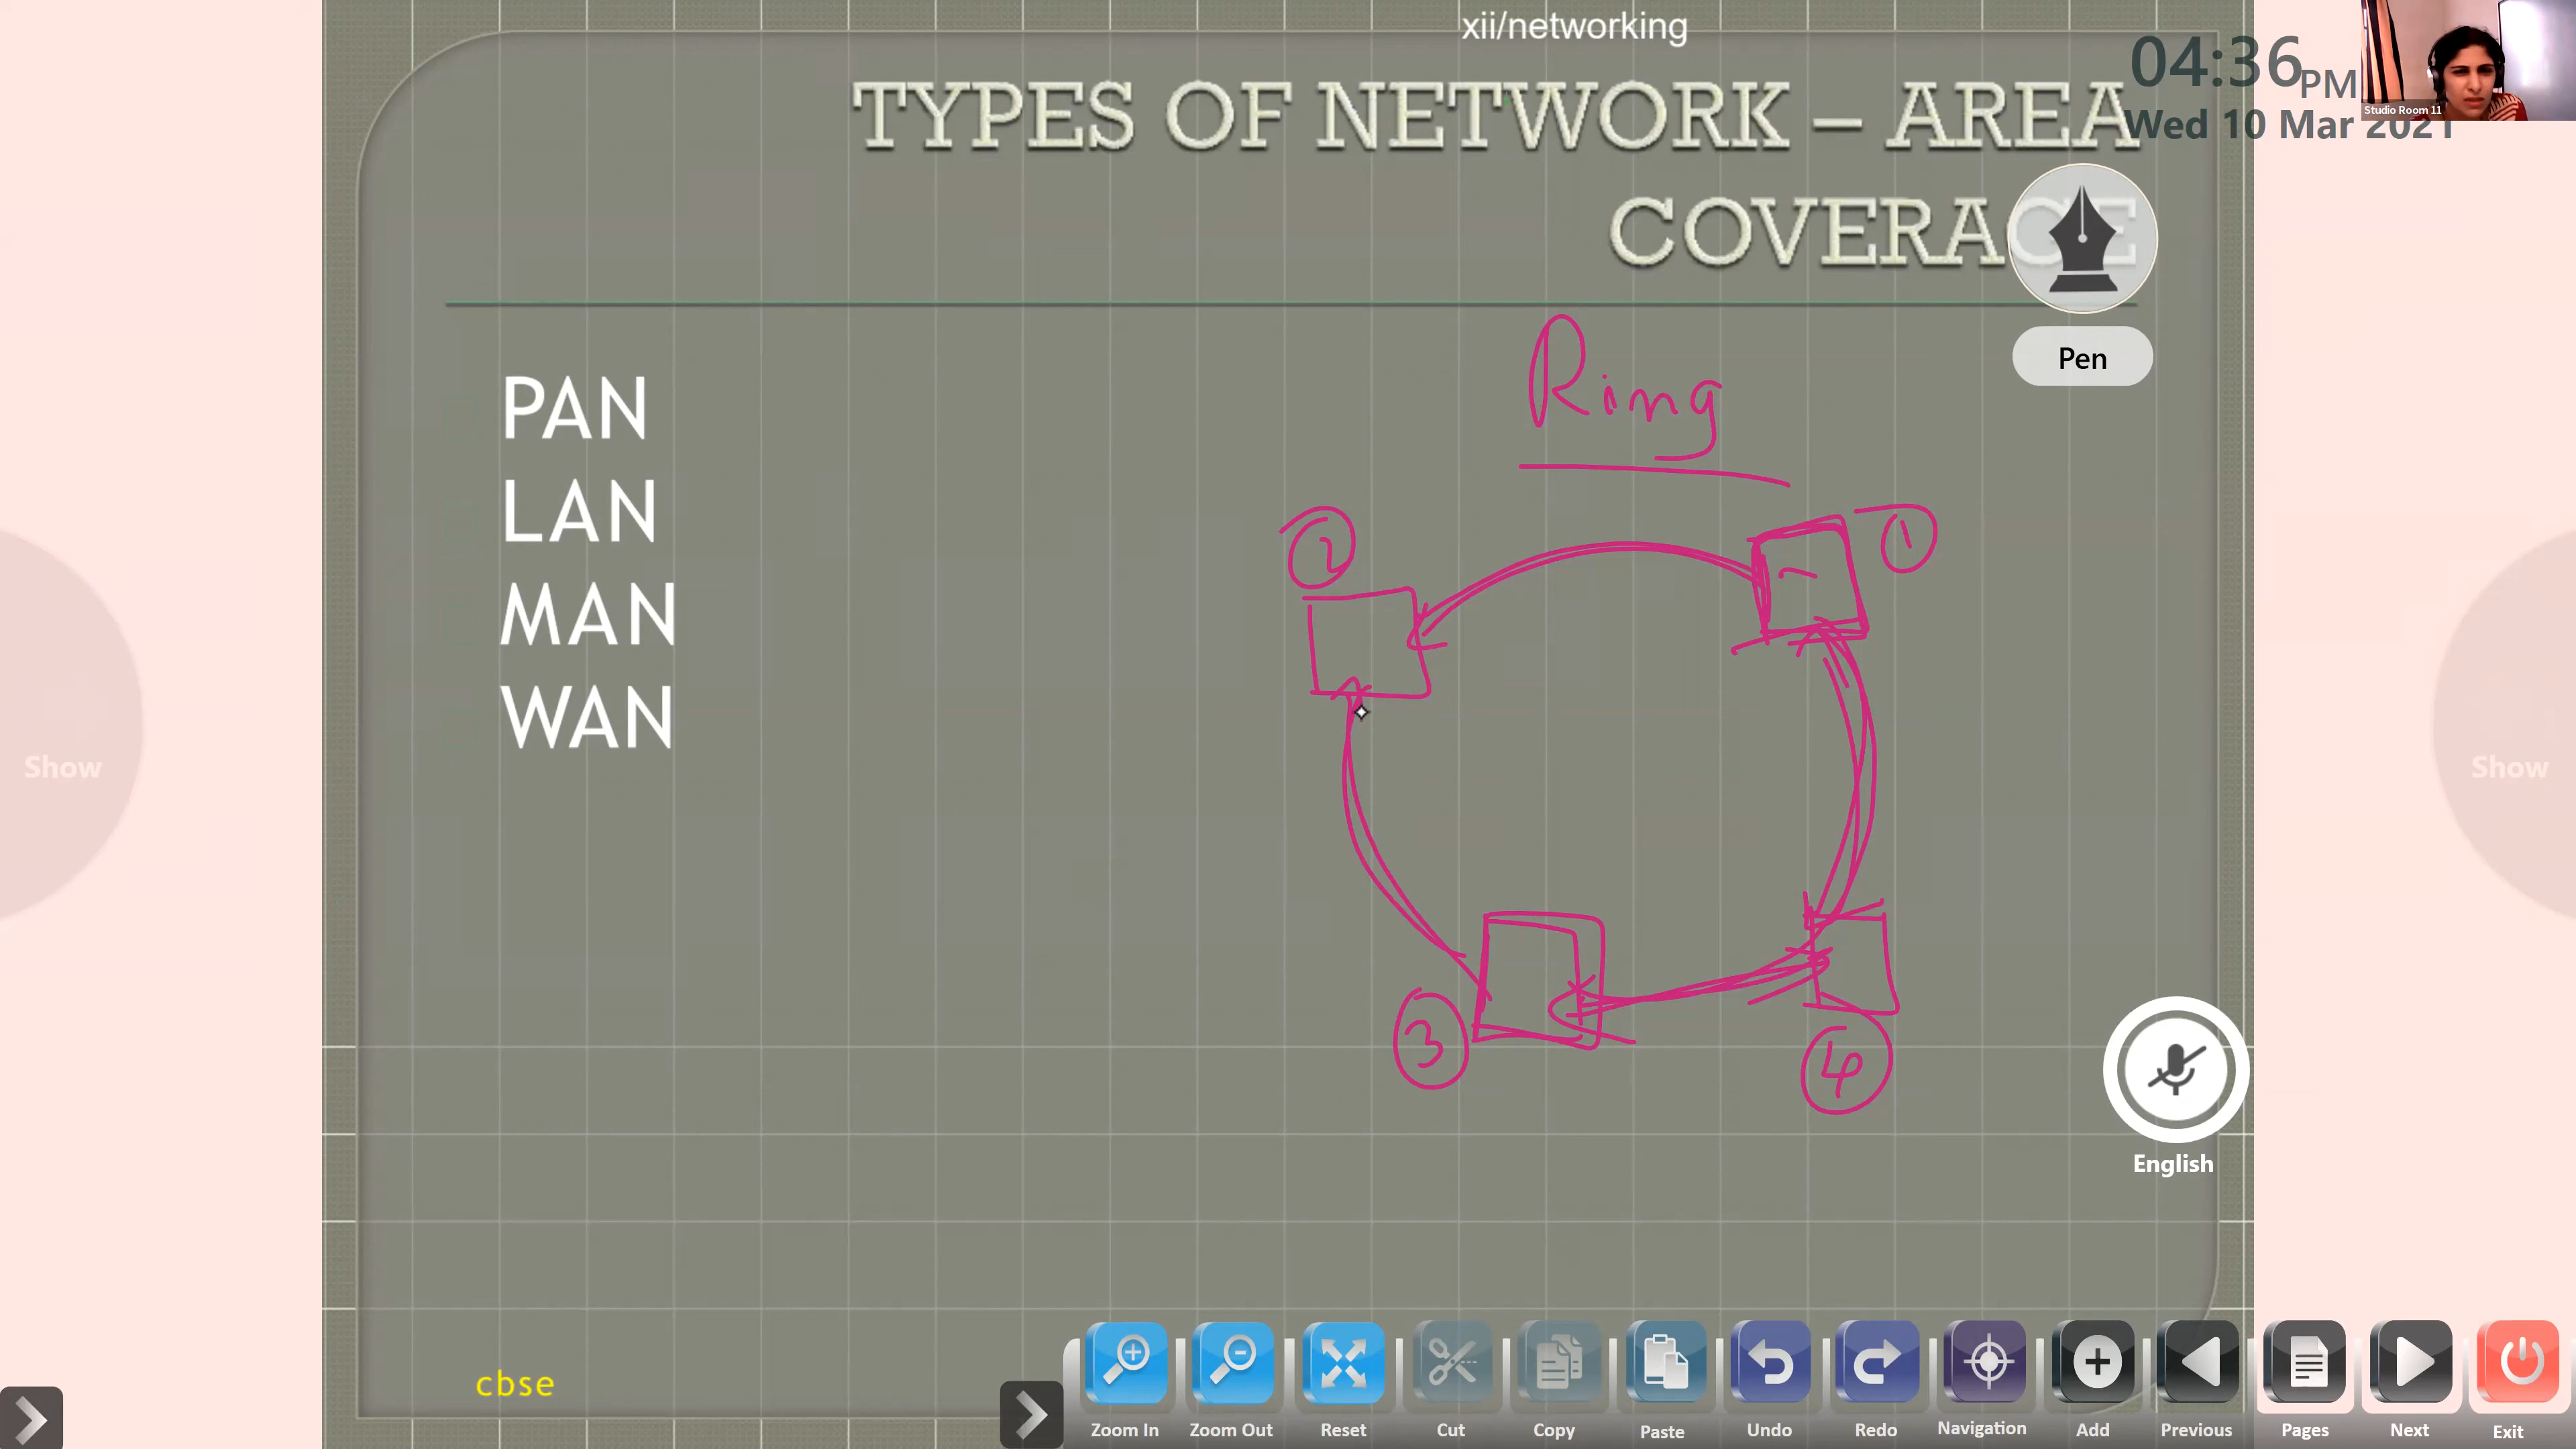 xii/networking
04:36 PM
Wed 10 Mar 2021
Studio Room 11
TYPES OF NETWORK – AREA
COVERAGE
Pen
PAN
LAN
MAN
WAN
Ring
2
1
3
4
Show
Show
English
cbse
Zoom In
Zoom Out
Reset
Cut
Copy
Paste
Undo
Redo
Navigation
Add
Previous
Pages
Next
Exit